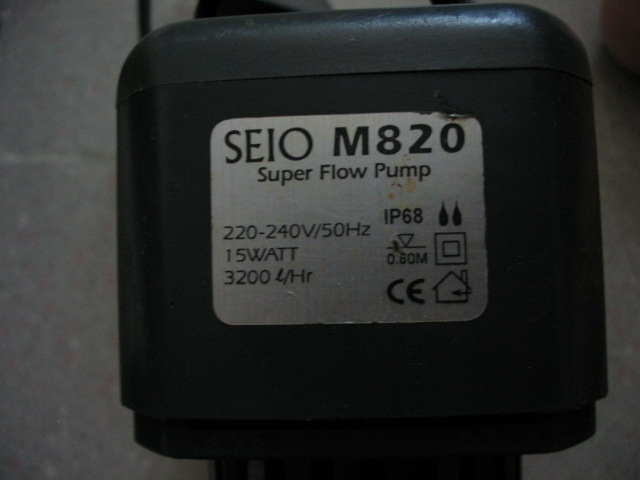 SEIO M820
Super Flow Pump
220-240V/50Hz
15WATT
3200 ℓ/Hr
IP68
0.80M
CE